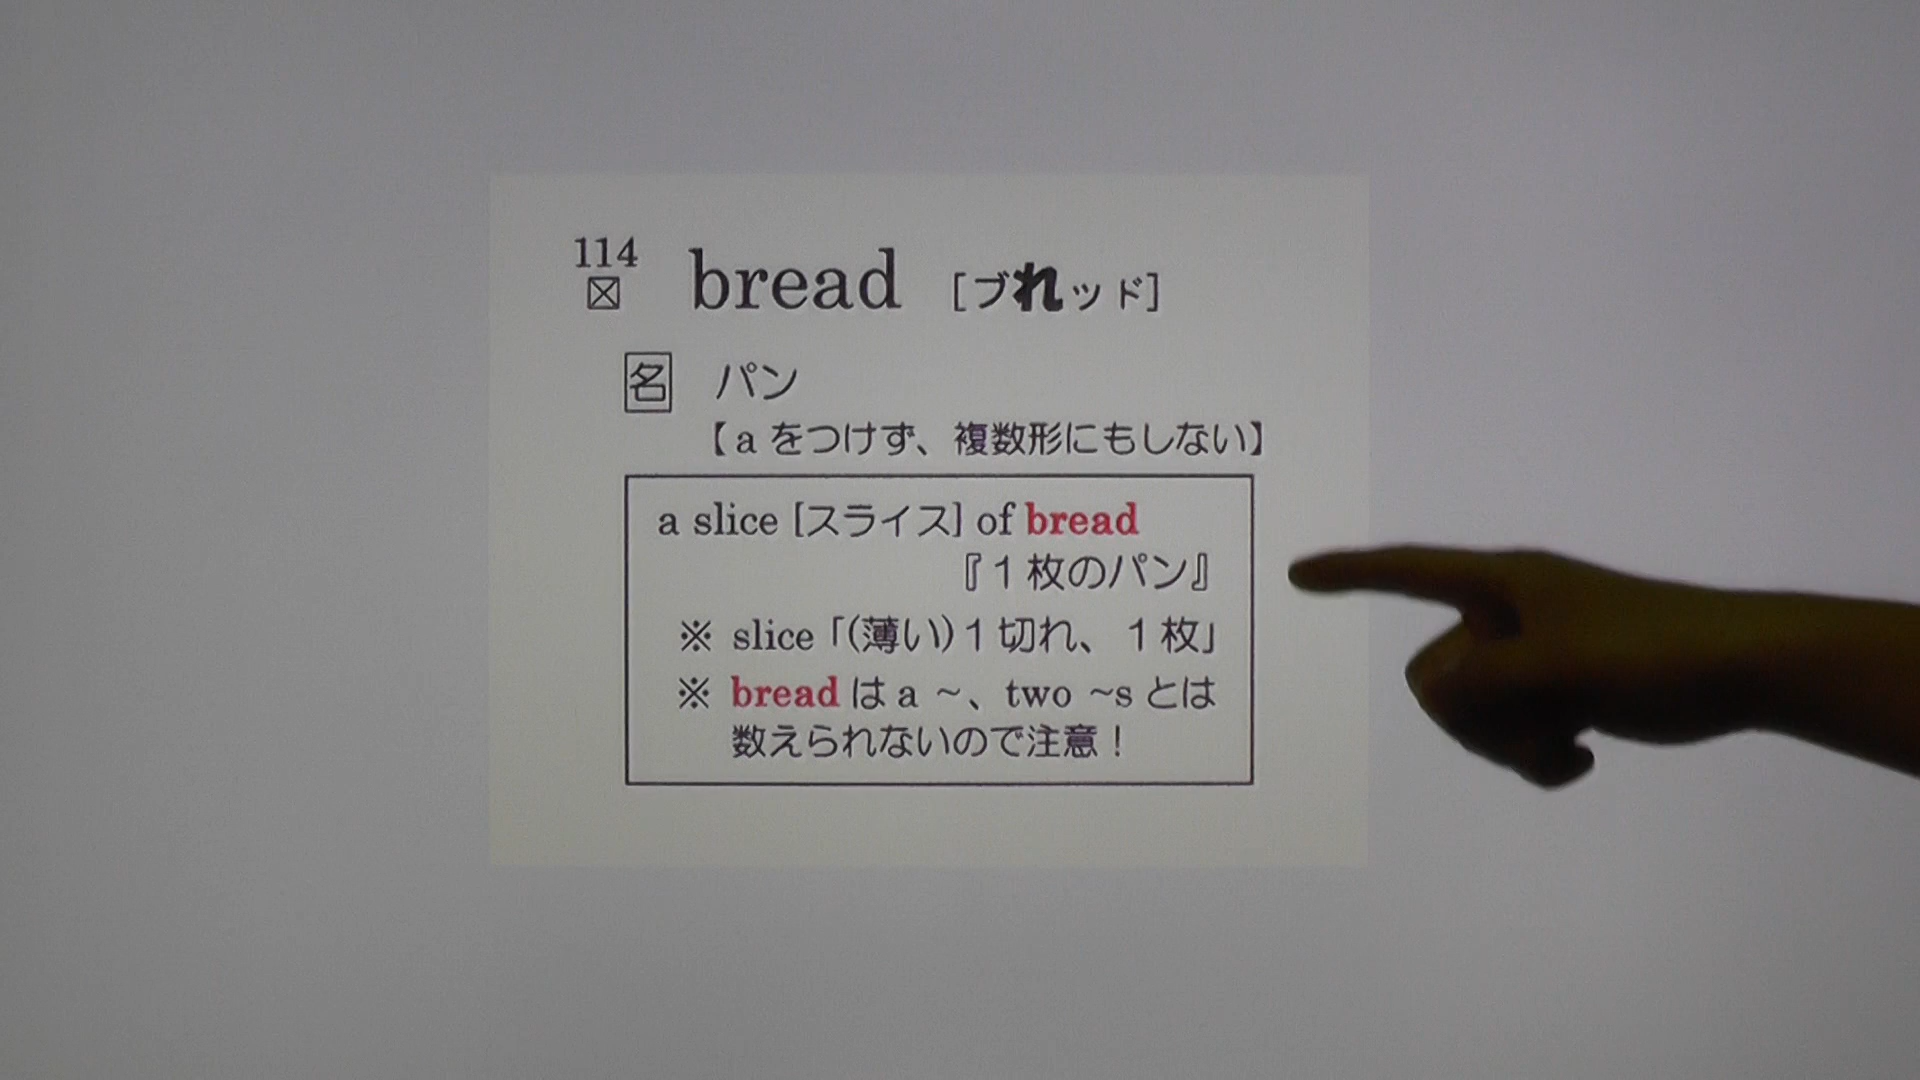 114
☒ bread [ブれッド]
名 パン
【a をつけず、複数形にもしない】
a slice [スライス] of bread
『1 枚のパン』
※ slice「(薄い) 1 切れ、1 枚」
※ bread は a ~、two ~s とは
数えられないので注意！